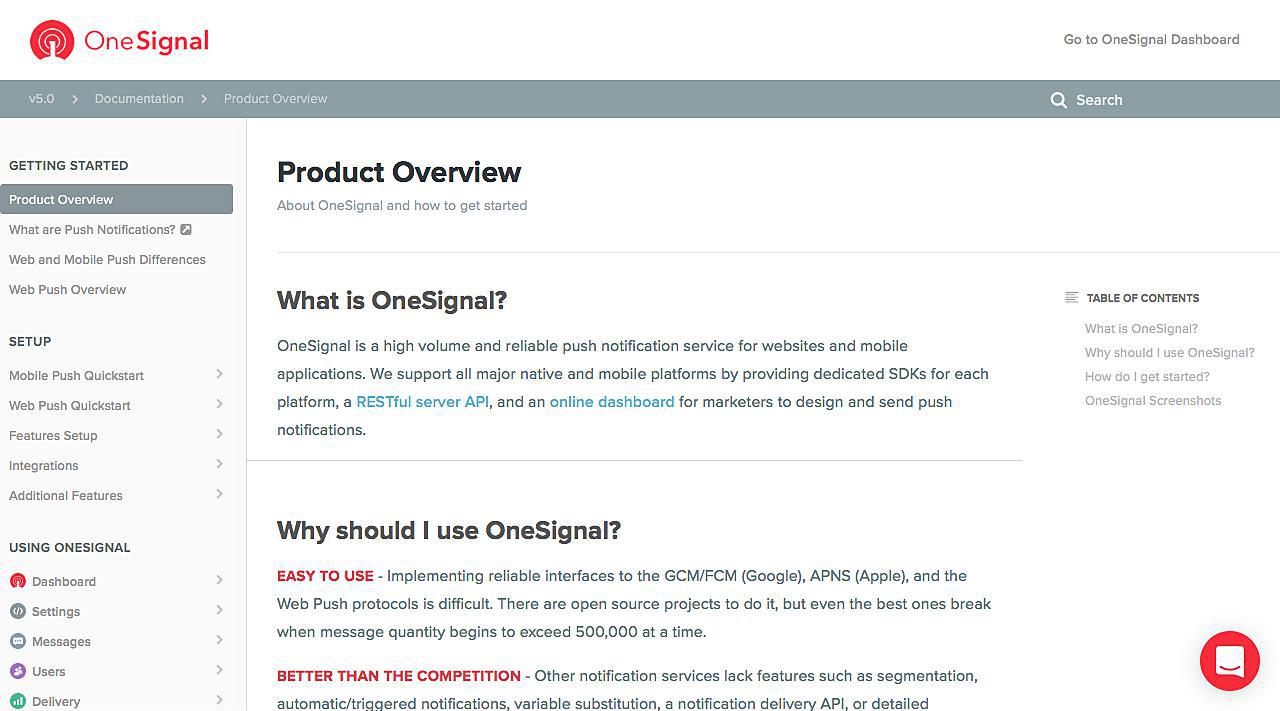 OneSignal
Go to OneSignal Dashboard
v5.0 > Documentation > Product Overview
Search
GETTING STARTED
Product Overview
What are Push Notifications?
Web and Mobile Push Differences
Web Push Overview
SETUP
Mobile Push Quickstart
Web Push Quickstart
Features Setup
Integrations
Additional Features
USING ONESIGNAL
Dashboard
Settings
Messages
Users
Delivery
Product Overview
About OneSignal and how to get started
What is OneSignal?
OneSignal is a high volume and reliable push notification service for websites and mobile
applications. We support all major native and mobile platforms by providing dedicated SDKs for each
platform, a RESTful server API, and an online dashboard for marketers to design and send push
notifications.
Why should I use OneSignal?
EASY TO USE - Implementing reliable interfaces to the GCM/FCM (Google), APNS (Apple), and the
Web Push protocols is difficult. There are open source projects to do it, but even the best ones break
when message quantity begins to exceed 500,000 at a time.
BETTER THAN THE COMPETITION - Other notification services lack features such as segmentation,
automatic/triggered notifications, variable substitution, a notification delivery API, or detailed
TABLE OF CONTENTS
What is OneSignal?
Why should I use OneSignal?
How do I get started?
OneSignal Screenshots